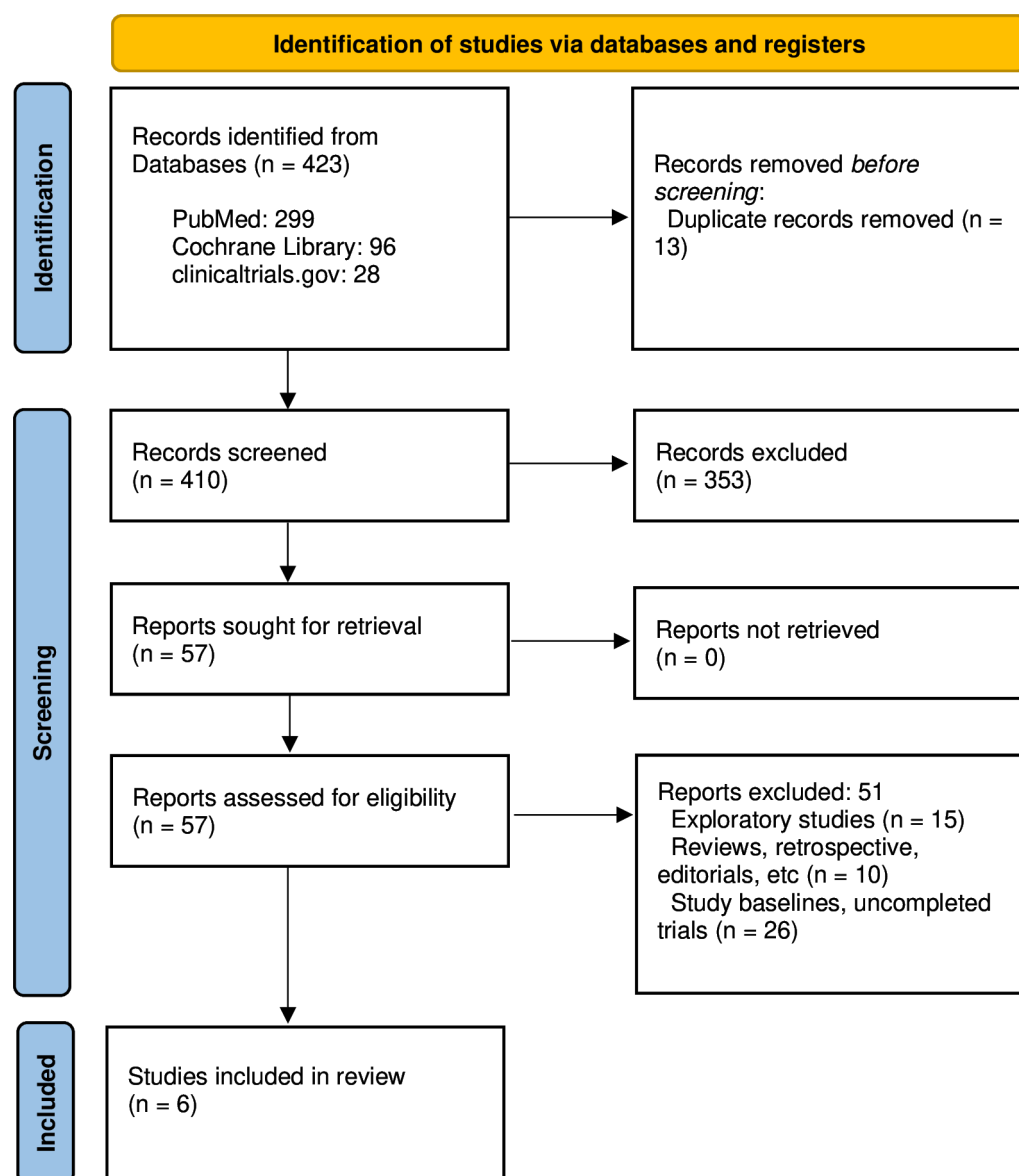 Identification of studies via databases and registers
Identification
Records identified from
Databases (n = 423)
PubMed: 299
Cochrane Library: 96
clinicaltrials.gov: 28
Records removed before
screening:
Duplicate records removed (n =
13)
Screening
Records screened
(n = 410)
Records excluded
(n = 353)
Reports sought for retrieval
(n = 57)
Reports not retrieved
(n = 0)
Reports assessed for eligibility
(n = 57)
Reports excluded: 51
Exploratory studies (n = 15)
Reviews, retrospective,
editorials, etc (n = 10)
Study baselines, uncompleted
trials (n = 26)
Included
Studies included in review
(n = 6)